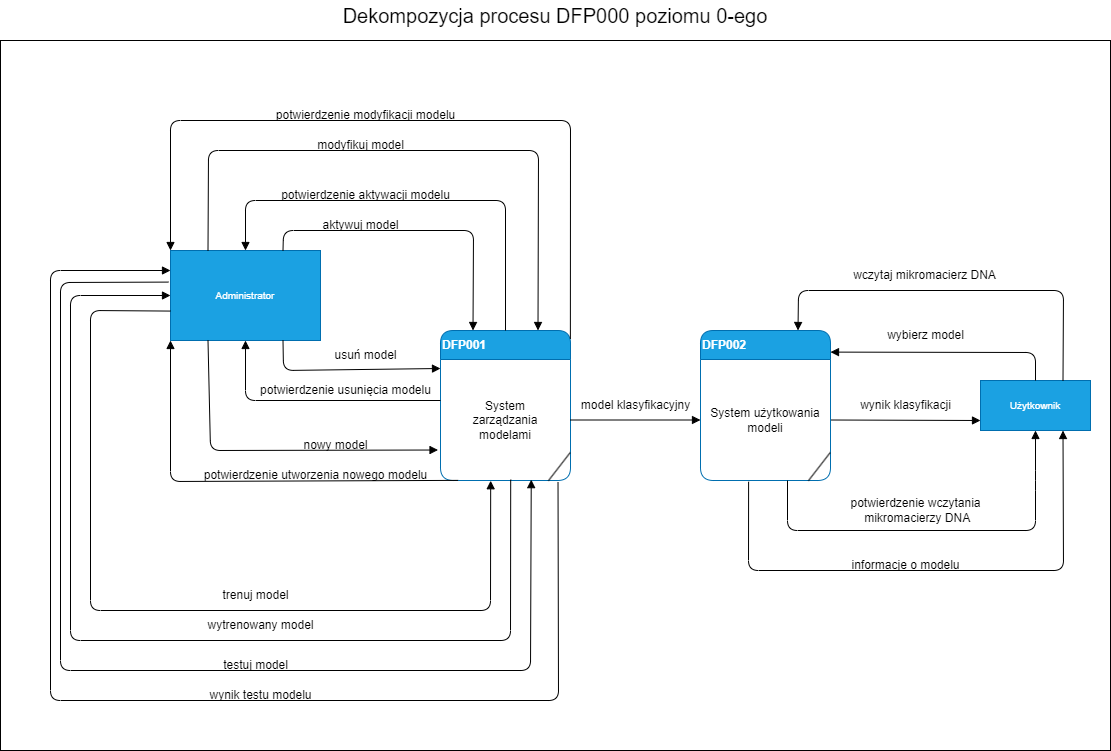 Dekompozycja procesu DFP000 poziomu 0-ego
potwierdzenie modyfikacji modelu
modyfikuj model
potwierdzenie aktywacji modelu
aktywuj model
Administrator
usuń model
potwierdzenie usunięcia modelu
nowy model
potwierdzenie utworzenia nowego modelu
DFP001
System
zarządzania
modelami
model klasyfikacyjny
DFP002
System użytkowania
modeli
wczytaj mikromacierz DNA
wybierz model
wynik klasyfikacji
Użytkownik
potwierdzenie wczytania
mikromacierzy DNA
informacje o modelu
trenuj model
wytrenowany model
testuj model
wynik testu modelu